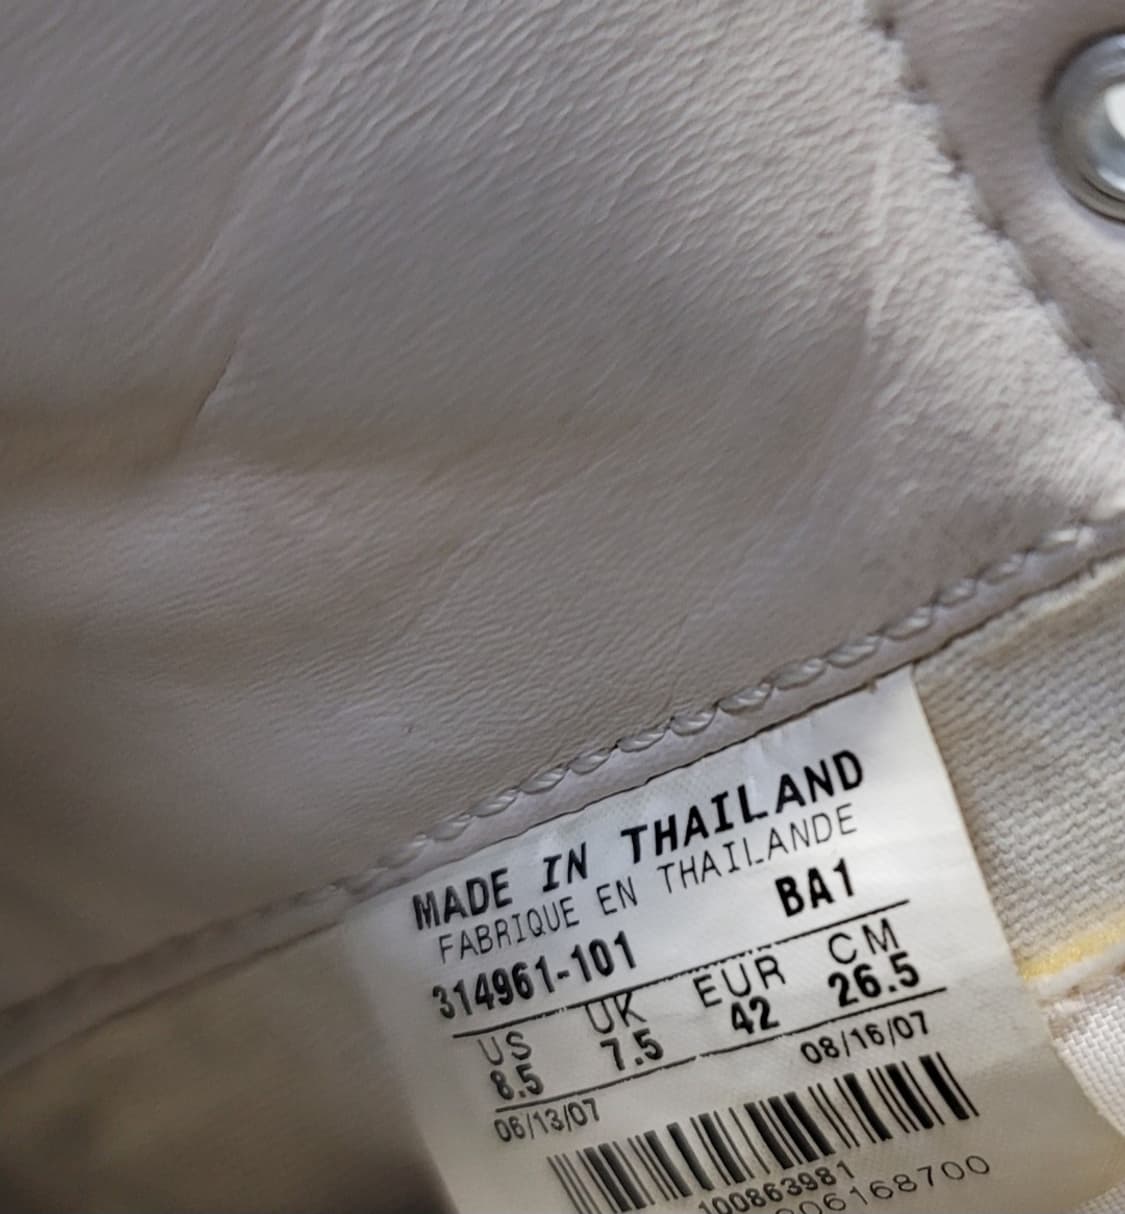 MADE IN THAILAND
FABRIQUE EN THAILANDE
314961-101 BA1
US UK EUR CM
8.5 7.5 42 26.5
06/13/07 08/16/07
100863981